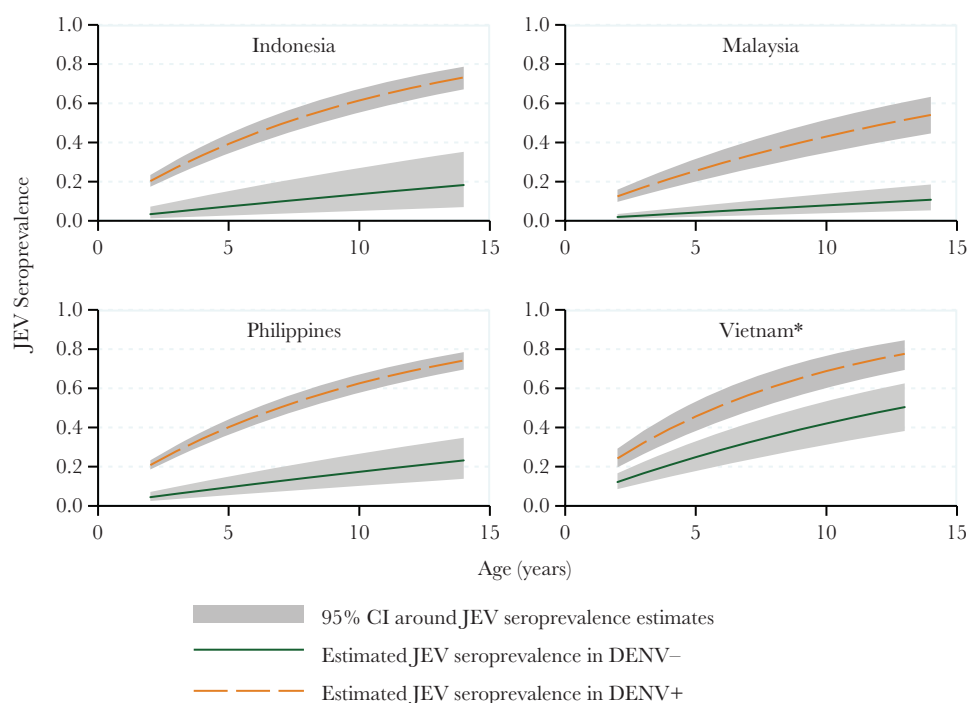 JEV Seroprevalence
1.0
0.8
0.6
0.4
0.2
0.0
Indonesia
0 5 10 15
1.0
0.8
0.6
0.4
0.2
0.0
Malaysia
0 5 10 15
1.0
0.8
0.6
0.4
0.2
0.0
Philippines
0 5 10 15
1.0
0.8
0.6
0.4
0.2
0.0
Vietnam*
0 5 10 15
Age (years)
95% CI around JEV seroprevalence estimates
Estimated JEV seroprevalence in DENV–
Estimated JEV seroprevalence in DENV+